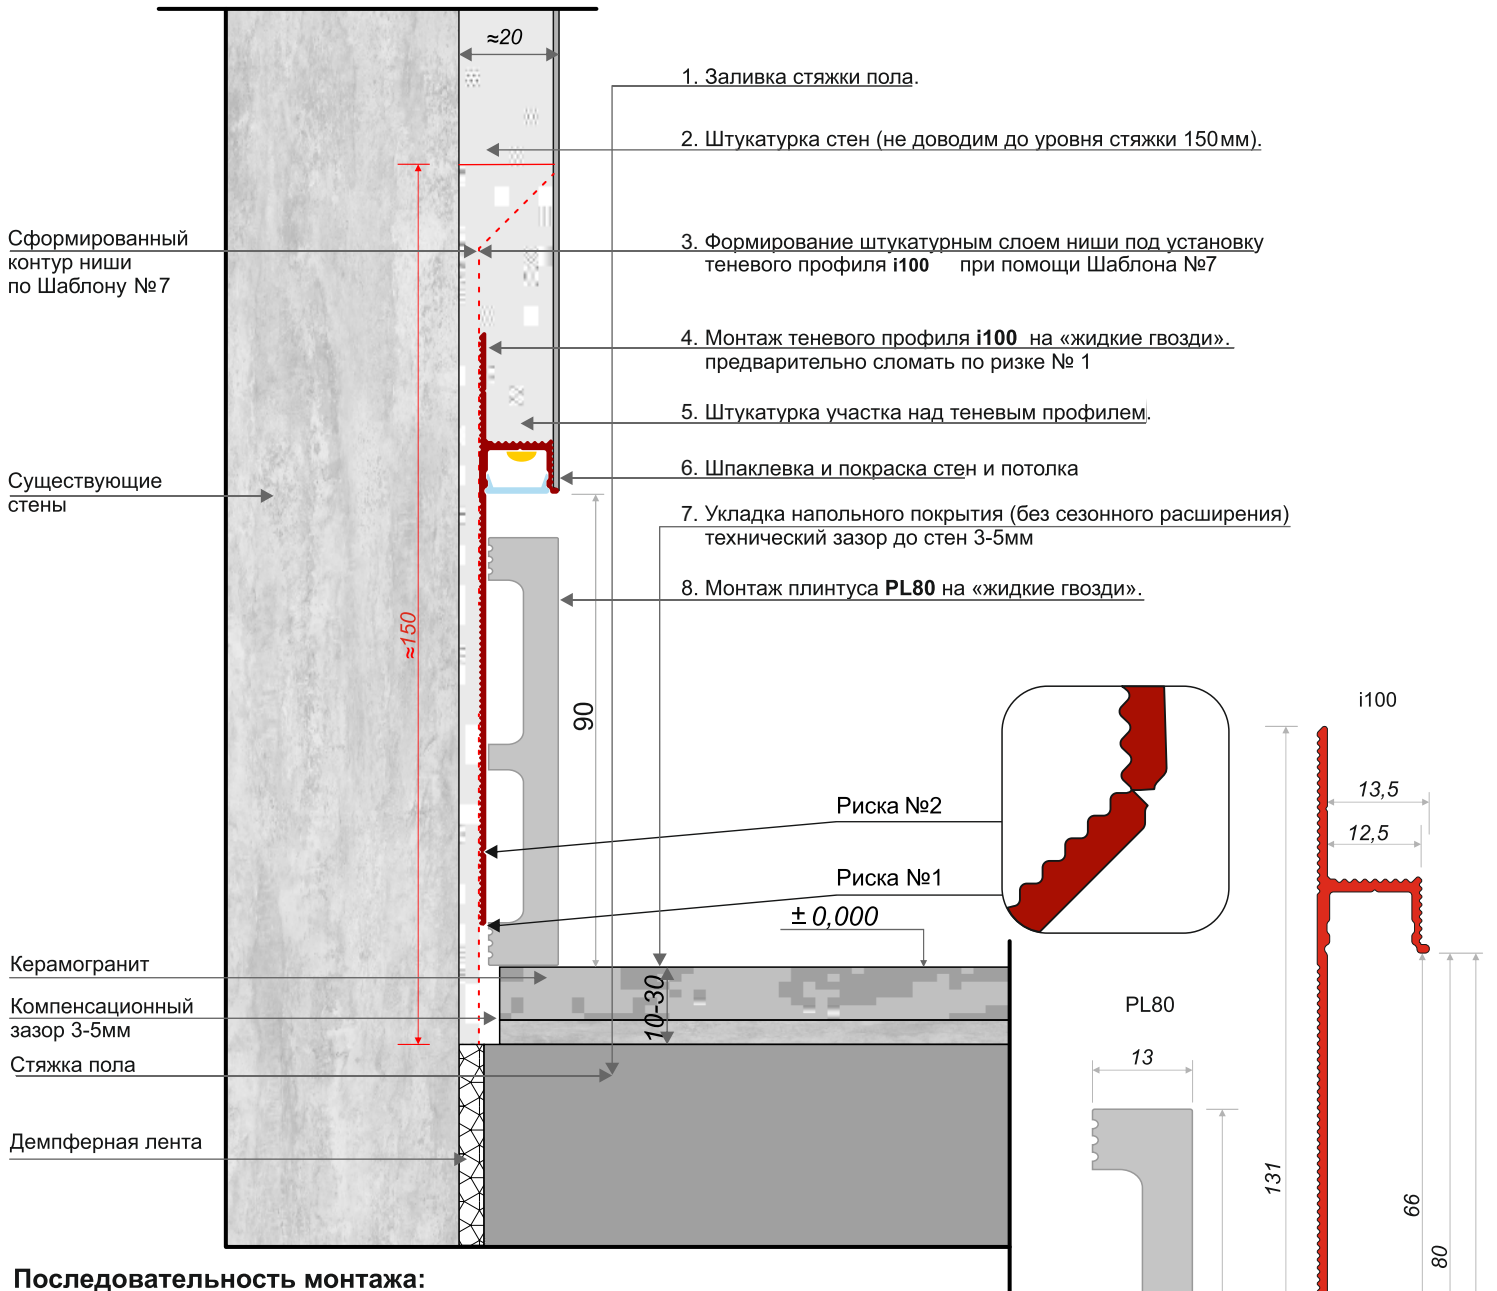 ≈20
1. Заливка стяжки пола.
2. Штукатурка стен (не доводим до уровня стяжки 150мм).
Сформированный
контур ниши
по Шаблону №7
3. Формирование штукатурным слоем ниши под установку
теневого профиля i100 при помощи Шаблона №7
4. Монтаж теневого профиля i100 на «жидкие гвозди».
предварительно сломать по ризке № 1
5. Штукатурка участка над теневым профилем.
6. Шпаклевка и покраска стен и потолка
Существующие
стены
7. Укладка напольного покрытия (без сезонного расширения)
технический зазор до стен 3-5мм
8. Монтаж плинтуса PL80 на «жидкие гвозди».
≈150
90
i100
13,5
12,5
Риска №2
Риска №1
± 0,000
Керамогранит
Компенсационный
зазор 3-5мм
10-30
PL80
Стяжка пола
13
Демпферная лента
131
66
80
Последовательность монтажа: